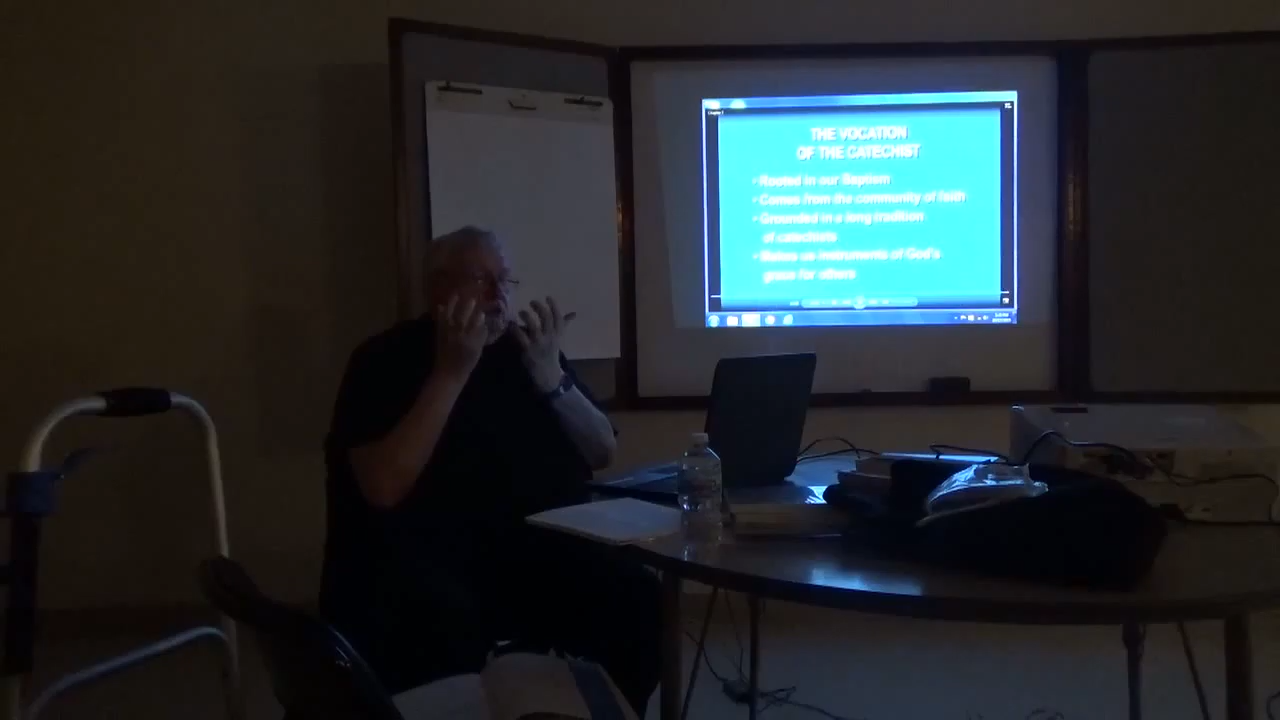 THE VOCATION
OF THE CATECHIST
• Rooted in our Baptism
• Comes from the community of faith
• Grounded in a long tradition
of catechists
• Makes us instruments of God's
grace for others